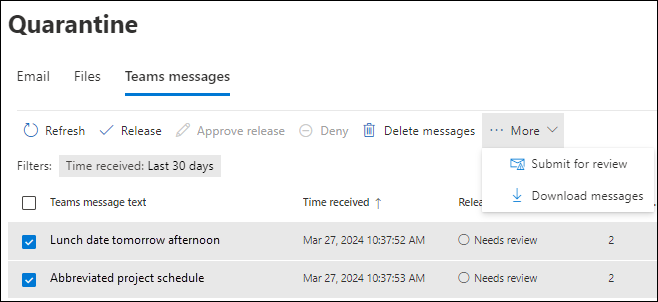 Quarantine
Email Files Teams messages
Refresh Release Approve release Deny Delete messages ··· More
Filters: Time received: Last 30 days
Submit for review
Download messages
Teams message text Time received ↑
Lunch date tomorrow afternoon Mar 27, 2024 10:37:52 AM Needs review 2
Abbreviated project schedule Mar 27, 2024 10:37:53 AM Needs review 2